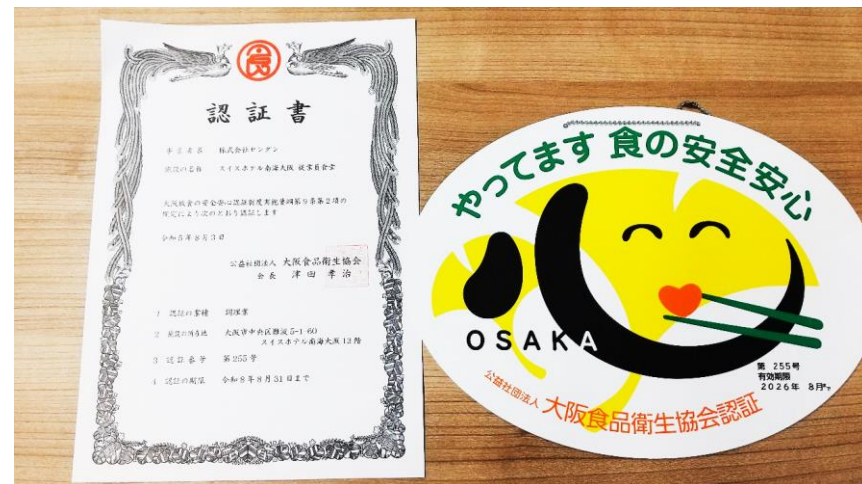 食
認証書
事業者名 株式会社ヤンダン
施設の名称 スイスホテル南海大阪 従業員食堂
大阪版食の安全安心認証制度実施要綱第9条第2項の
規定により次のとおり認証します
公益社団法人 大阪食品衛生協会
会長 津田 孝治
1 認証の業種 調理業
2 施設の所在地 大阪市中央区難波5-1-60
スイスホテル南海大阪13階
3 認証番号 第255号
4 認証の期限 令和8年8月31日まで
やってます 食の安全安心
OSAKA
第 255号
有効期限
2026年 8月まで
公益社団法人 大阪食品衛生協会認証